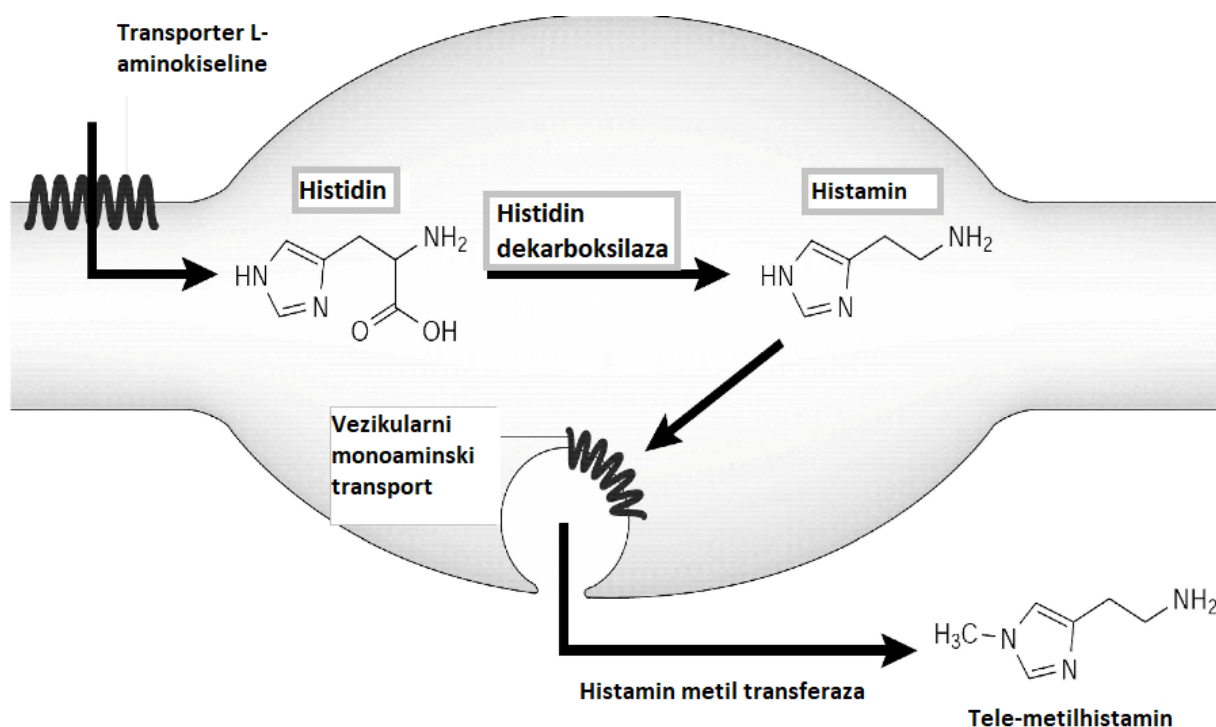 Transporter L-
aminokiseline
Histidin
Histidin
dekarboksilaza
Histamin
NH2
HN
N
O
OH
NH2
HN
N
Vezikularni
monoaminski
transport
NH2
H3C
N
N
Histamin metil transferaza
Tele-metilhistamin